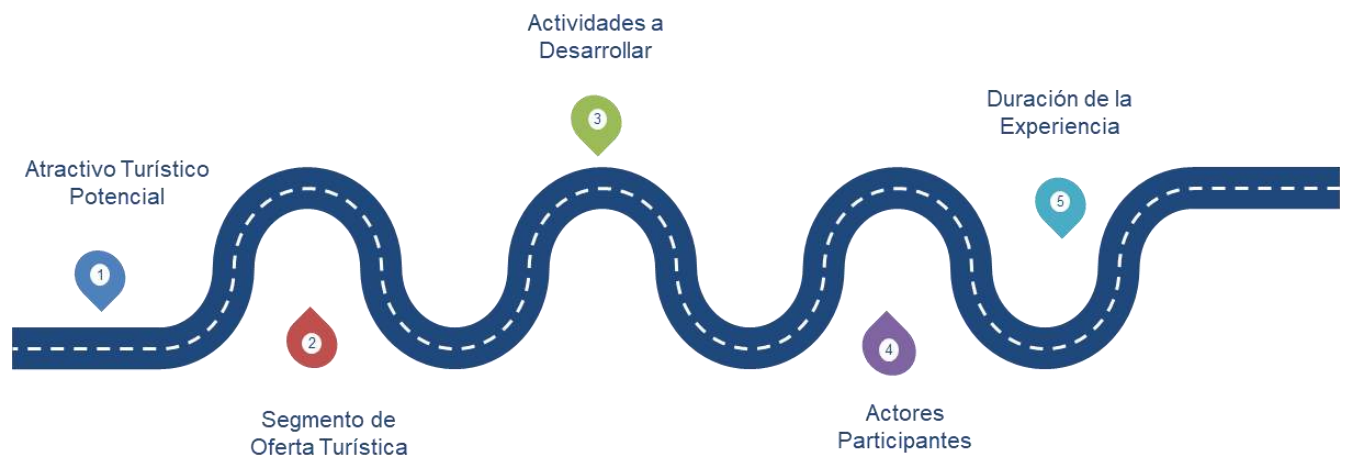 Atractivo Turístico
Potencial
1
2
Segmento de
Oferta Turística
Actividades a
Desarrollar
3
4
Actores
Participantes
Duración de la
Experiencia
5